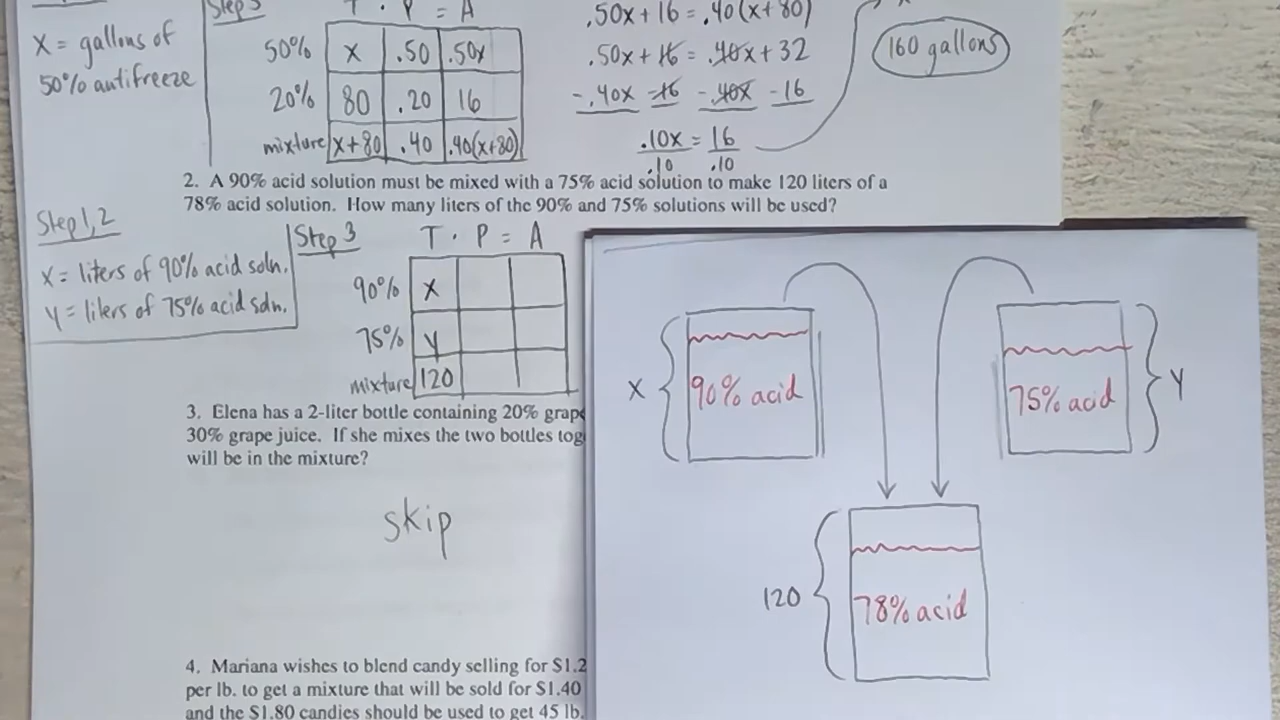 Step 3
T · P = A
X = gallons of
50% antifreeze
50% X .50 .50x
20% 80 .20 16
mixture X+80 .40 .40(x+80)
.50x + 16 = .40(x+80)
.50x + 16 = .40x + 32
-.40x -16 -.40x -16
.10x = 16
.10 .10
160 gallons
2. A 90% acid solution must be mixed with a 75% acid solution to make 120 liters of a
78% acid solution. How many liters of the 90% and 75% solutions will be used?
Step 1,2
X = liters of 90% acid soln.
Y = liters of 75% acid soln.
Step 3
T · P = A
90% X
75% Y
mixture 120
3. Elena has a 2-liter bottle containing 20% grape
30% grape juice. If she mixes the two bottles tog
will be in the mixture?
skip
4. Mariana wishes to blend candy selling for $1.2
per lb. to get a mixture that will be sold for $1.40
and the $1.80 candies should be used to get 45 lb.
X
90% acid
75% acid
Y
120
78% acid